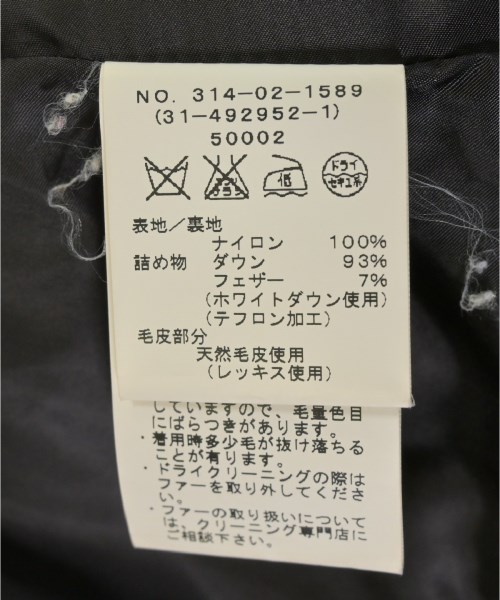 NO. 314-02-1589
(31-492952-1)
50002
エンソ
サラシ
低
ドライ
セキユ系
表地/裏地
ナイロン 100%
詰め物 ダウン 93%
フェザー 7%
(ホワイトダウン使用)
(テフロン加工)
毛皮部分
天然毛皮使用
(レッキス使用)
していますので、毛量色目
にばらつきがあります。
・着用時多少毛が抜け落ちる
ことが有ります。
・ドライクリーニングの際は
ファーを取り外してくださ
い。
・ファーの取り扱いについて
は、クリーニング専門店に
ご相談下さい。